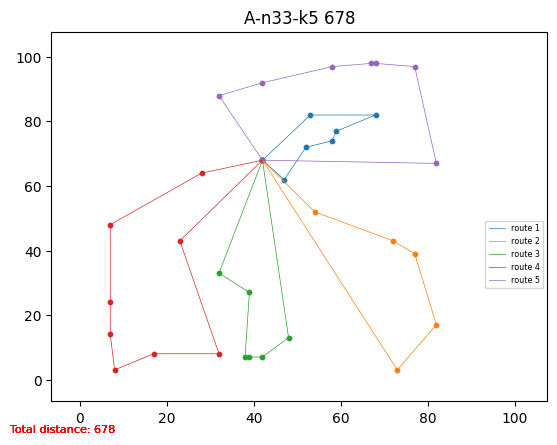 A-n33-k5 678
100
80
60
40
20
0
0 20 40 60 80 100
route 1
route 2
route 3
route 4
route 5
Total distance: 678